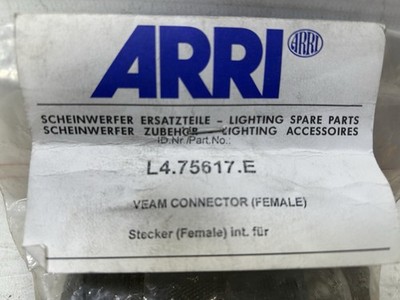 ARRI ARRI
SCHEINWERFER ERSATZTEILE – LIGHTING SPARE PARTS
SCHEINWERFER ZUBEHÖR – LIGHTING ACCESSOIRES
ID.Nr./Part.No.:
L4.75617.E
VEAM CONNECTOR (FEMALE)
Stecker (Female) int. für